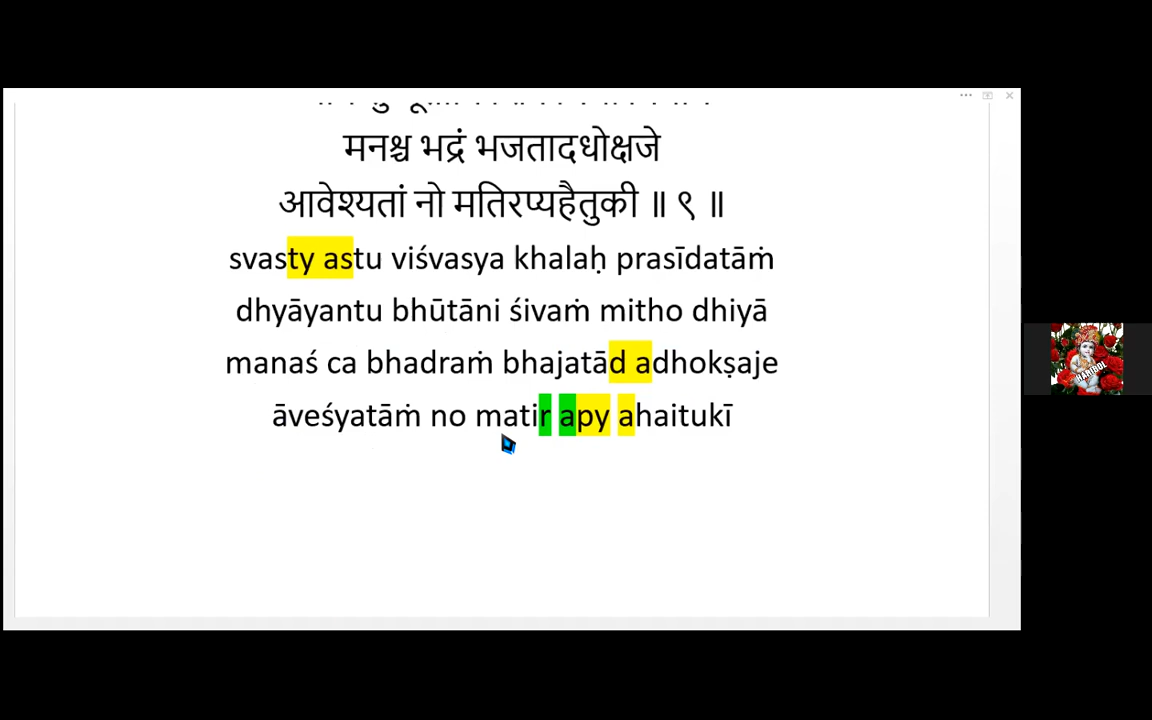 मनश्च भद्रं भजतादधोक्षजे
आवेश्यतां नो मतिरप्यहैतुकी ॥ ९ ॥
svasty astu viśvasya khalaḥ prasīdatāṁ
dhyāyantu bhūtāni śivaṁ mitho dhiyā
manaś ca bhadraṁ bhajatād adhokṣaje
āveśyatāṁ no matir apy ahaitukī
HARIBOL